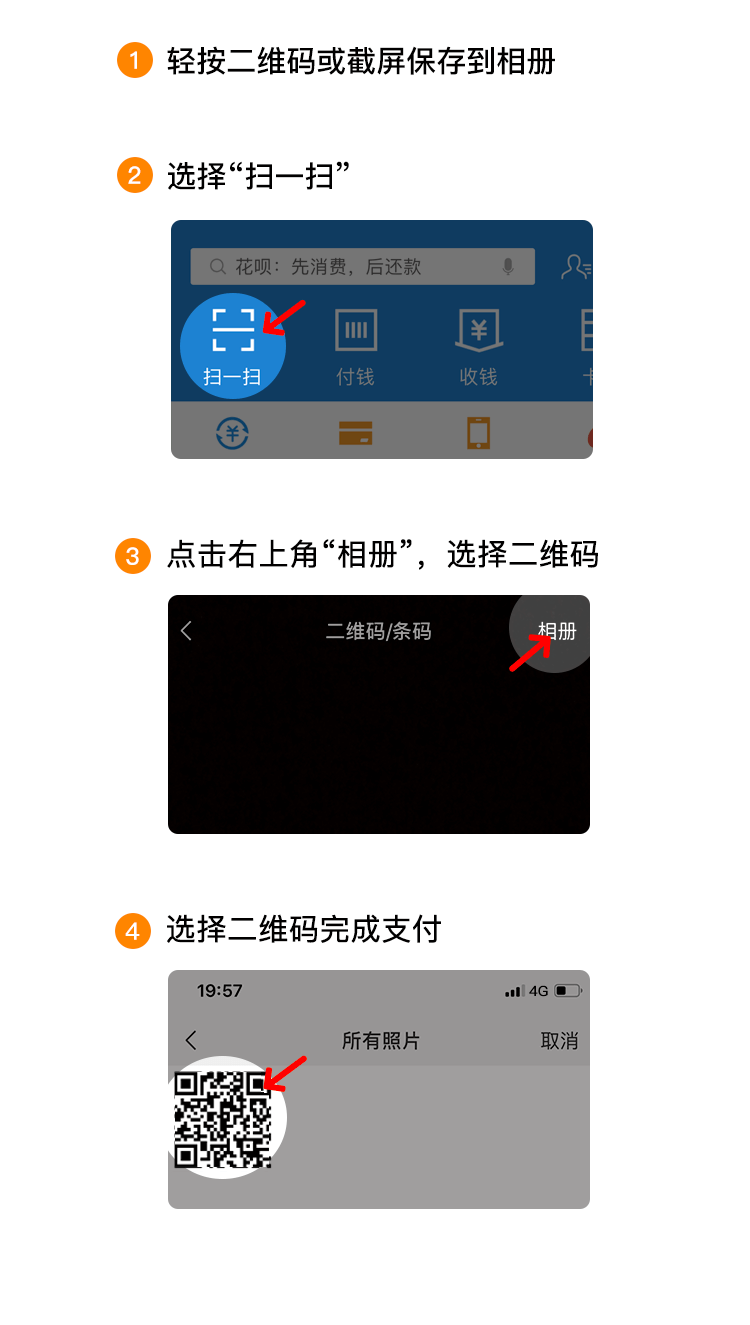 1 轻按二维码或截屏保存到相册
2 选择“扫一扫”
花呗：先消费，后还款
扫一扫 付钱 收钱
3 点击右上角“相册”，选择二维码
二维码/条码 相册
4 选择二维码完成支付
19:57 4G
所有照片 取消